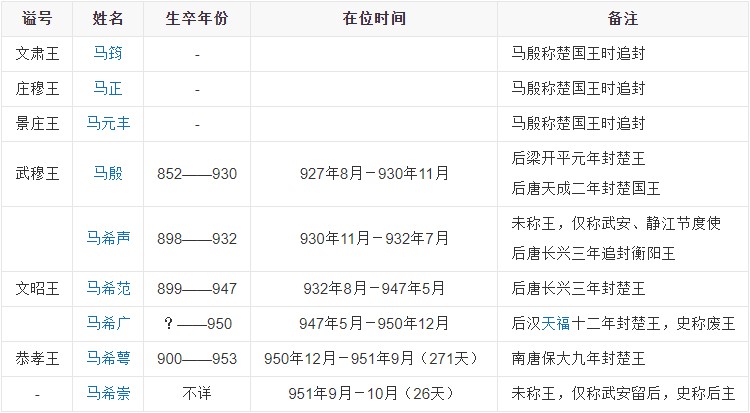 谥号 姓名 生卒年份 在位时间 备注
文肃王 马筠 - 马殷称楚国王时追封
庄穆王 马正 - 马殷称楚国王时追封
景庄王 马元丰 - 马殷称楚国王时追封
武穆王 马殷 852——930 927年8月－930年11月 后梁开平元年封楚王
后唐天成二年封楚国王
马希声 898——932 930年11月－932年7月 未称王，仅称武安、静江节度使
后唐长兴三年追封衡阳王
文昭王 马希范 899——947 932年8月－947年5月 后唐长兴三年封楚王
马希广 ？——950 947年5月－950年12月 后汉天福十二年封楚王，史称废王
恭孝王 马希萼 900——953 950年12月－951年9月（271天） 南唐保大九年封楚王
- 马希崇 不详 951年9月－10月（26天） 未称王，仅称武安留后，史称后主